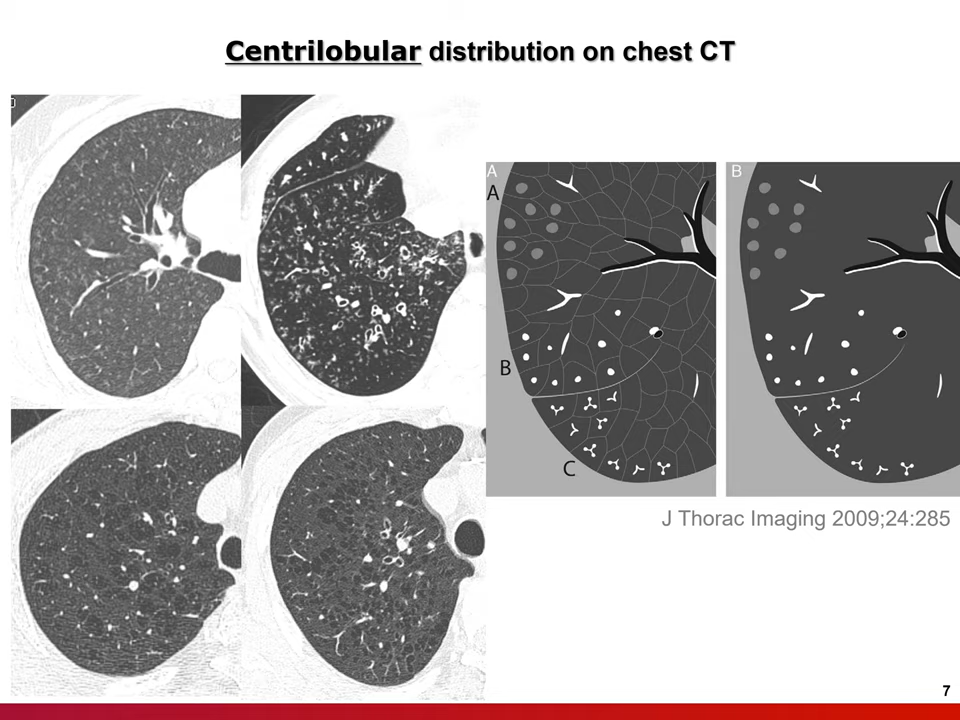 Centrilobular distribution on chest CT
A
A
B
C
B
J Thorac Imaging 2009;24:285
7